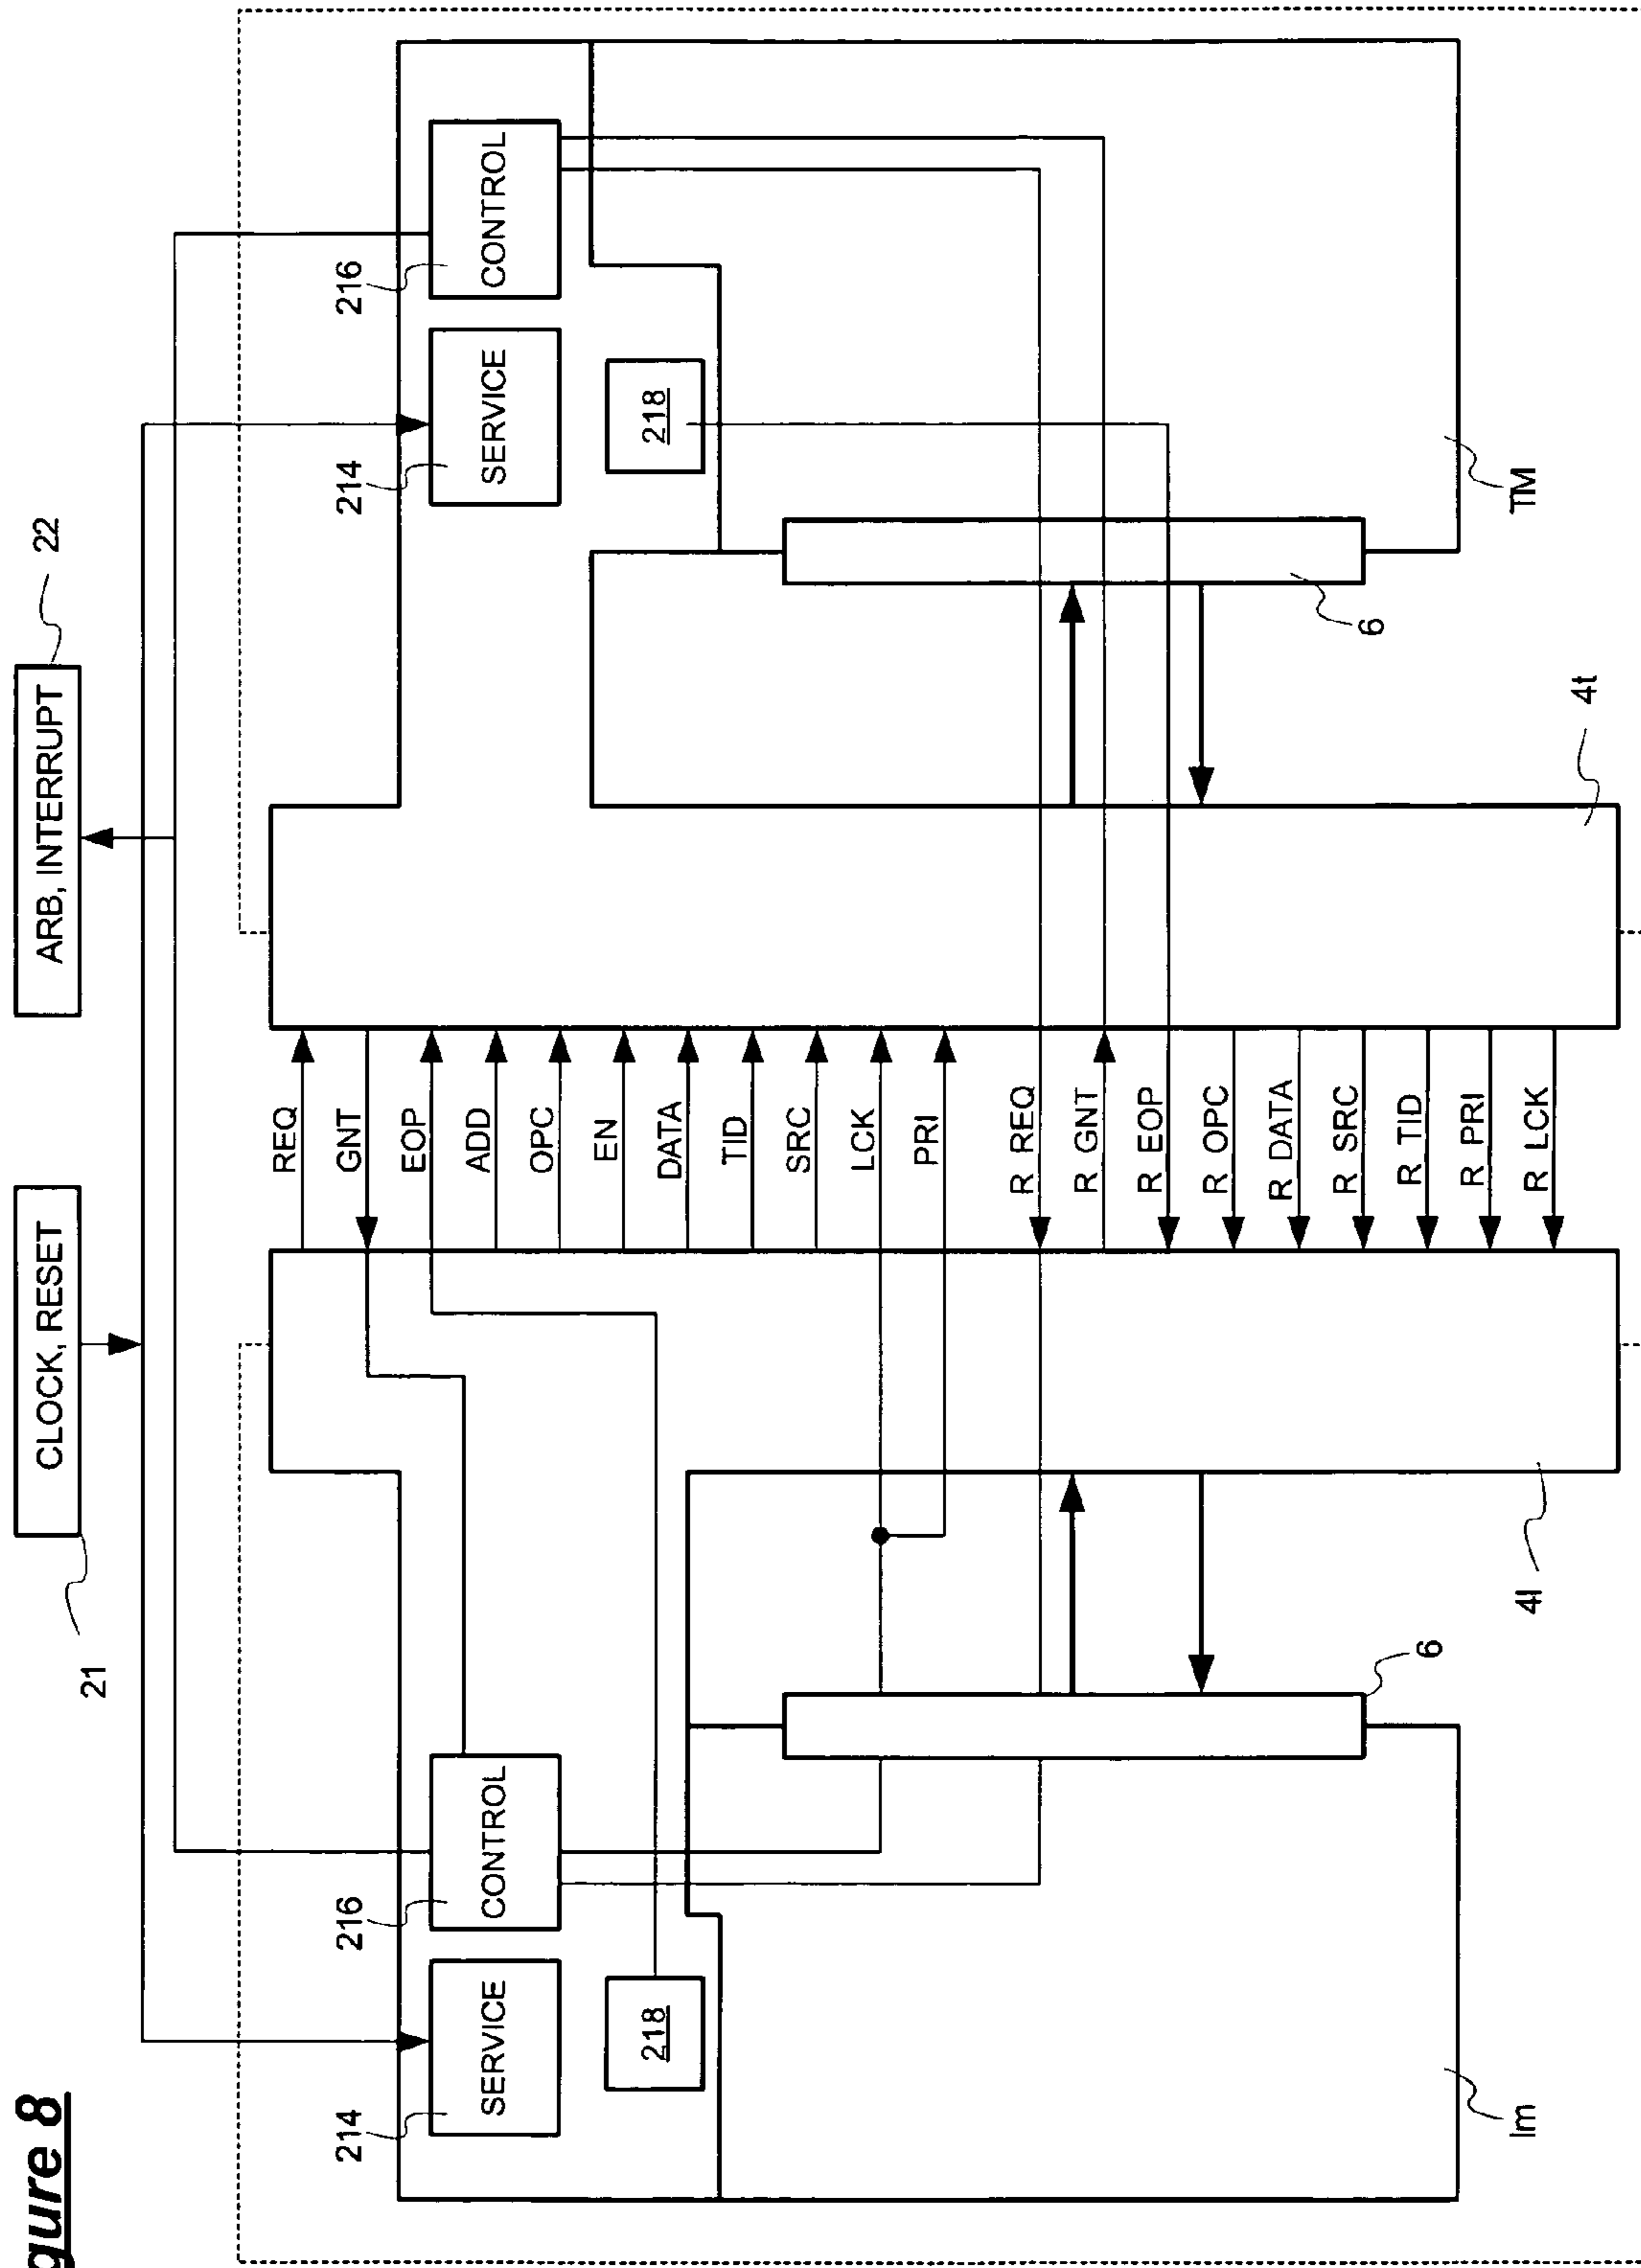 gure 8
CLOCK, RESET
21
ARB, INTERRUPT
22
214
SERVICE
216
CONTROL
218
214
SERVICE
216
CONTROL
218
REQ
GNT
EOP
ADD
OPC
EN
DATA
TID
SRC
LCK
PRI
R REQ
R GNT
R EOP
R OPC
R DATA
R SRC
R TID
R PRI
R LCK
6
6
Im
4I
4t
TM